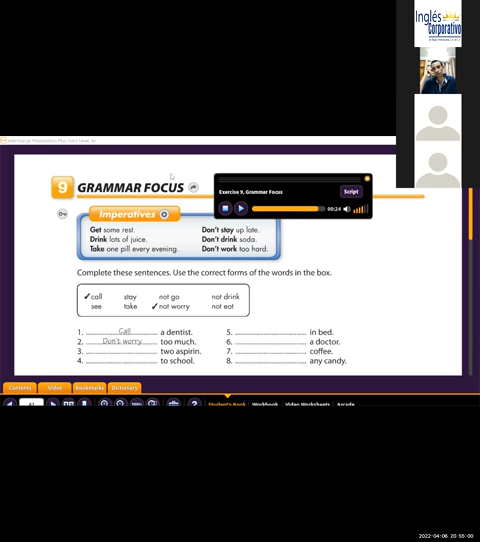 Inglés
Corporativo
Exercise 9, Grammar Focus
Script
00:24
9 GRAMMAR FOCUS
Imperatives
Get some rest. Don't stay up late.
Drink lots of juice. Don't drink soda.
Take one pill every evening. Don't work too hard.
Complete these sentences. Use the correct forms of the words in the box.
✓ call stay not go not drink
see take ✓ not worry not eat
1. Call a dentist. 5. in bed.
2. Don't worry too much. 6. a doctor.
3. two aspirin. 7. coffee.
4. to school. 8. any candy.
Contents Video Bookmarks Dictionary
Student's Book Workbook Video Worksheets Arcade
2022-04-06 20:55:00